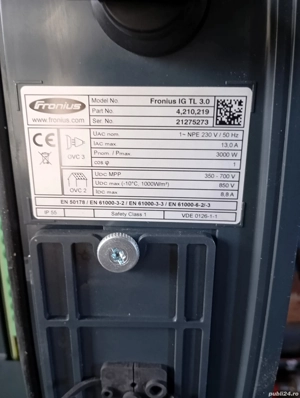 Fronius
www.fronius.com
Model No. Fronius IG TL 3.0
Part No. 4,210,219
Ser. No. 21275273
CE
OVC 3
UAC nom 1~ NPE 230 V / 50 Hz
IAC max 13,0 A
Pnom / Pmax 3000 W
cos φ 1
OVC 2
UDC MPP 350 - 700 V
UDC max (-10°C, 1000W/m²) 850 V
IDC max 8,8 A
EN 50178 / EN 61000-3-2 / EN 61000-3-3 / EN 61000-6-2/-3
IP 55 Safety Class 1 VDE 0126-1-1
publi24.ro